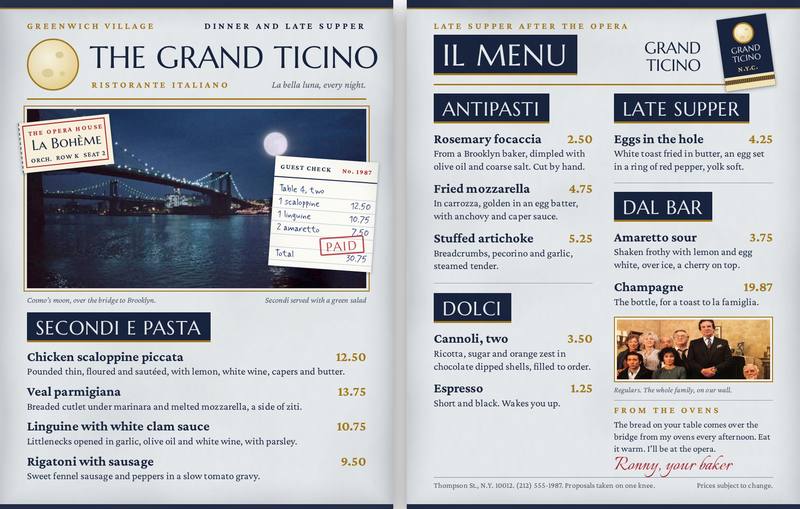 GREENWICH VILLAGE
DINNER AND LATE SUPPER
THE GRAND TICINO
RISTORANTE ITALIANO
La bella luna, every night.
THE OPERA HOUSE
LA BOHÈME
ORCH. ROW K SEAT 2
GUEST CHECK No. 1987
Table 4, two
1 scaloppine 12.50
1 linguine 10.75
2 amaretto 7.50
PAID
Total 30.75
Cosmo's moon, over the bridge to Brooklyn.
Secondi served with a green salad
SECONDI E PASTA
Chicken scaloppine piccata 12.50
Pounded thin, floured and sautéed, with lemon, white wine, capers and butter.
Veal parmigiana 13.75
Breaded cutlet under marinara and melted mozzarella, a side of ziti.
Linguine with white clam sauce 10.75
Littlenecks opened in garlic, olive oil and white wine, with parsley.
Rigatoni with sausage 9.50
Sweet fennel sausage and peppers in a slow tomato gravy.
LATE SUPPER AFTER THE OPERA
IL MENU
GRAND
TICINO
GRAND
TICINO
N.Y.C.
ANTIPASTI
Rosemary focaccia 2.50
From a Brooklyn baker, dimpled with
olive oil and coarse salt. Cut by hand.
Fried mozzarella 4.75
In carrozza, golden in an egg batter,
with anchovy and caper sauce.
Stuffed artichoke 5.25
Breadcrumbs, pecorino and garlic,
steamed tender.
DOLCI
Cannoli, two 3.50
Ricotta, sugar and orange zest in
chocolate dipped shells, filled to order.
Espresso 1.25
Short and black. Wakes you up.
LATE SUPPER
Eggs in the hole 4.25
White toast fried in butter, an egg set
in a ring of red pepper, yolk soft.
DAL BAR
Amaretto sour 3.75
Shaken frothy with lemon and egg
white, over ice, a cherry on top.
Champagne 19.87
The bottle, for a toast to la famiglia.
Regulars. The whole family, on our wall.
FROM THE OVENS
The bread on your table comes over the
bridge from my ovens every afternoon. Eat
it warm. I'll be at the opera.
Ronny, your baker
Thompson St., N.Y. 10012. (212) 555-1987. Proposals taken on one knee.
Prices subject to change.